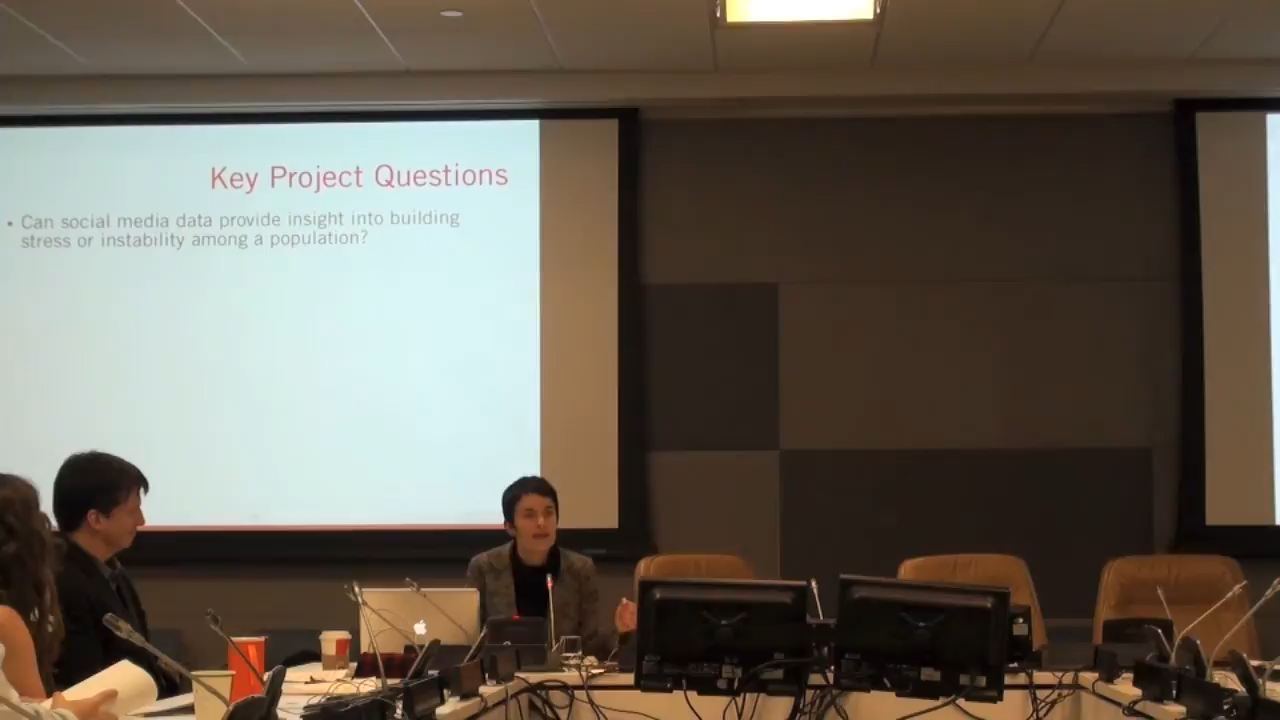 Key Project Questions
• Can social media data provide insight into building
stress or instability among a population?